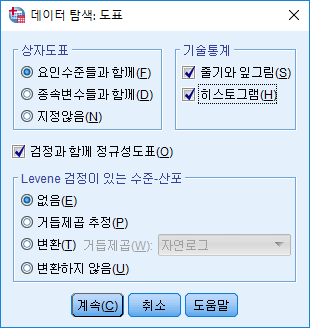 데이터 탐색: 도표
상자도표
요인수준들과 함께(F)
종속변수들과 함께(D)
지정않음(N)
기술통계
줄기와 잎그림(S)
히스토그램(H)
검정과 함께 정규성도표(O)
Levene 검정이 있는 수준-산포
없음(E)
거듭제곱 추정(P)
변환(T) 거듭제곱(W): 자연로그
변환하지 않음(U)
계속(C) 취소 도움말